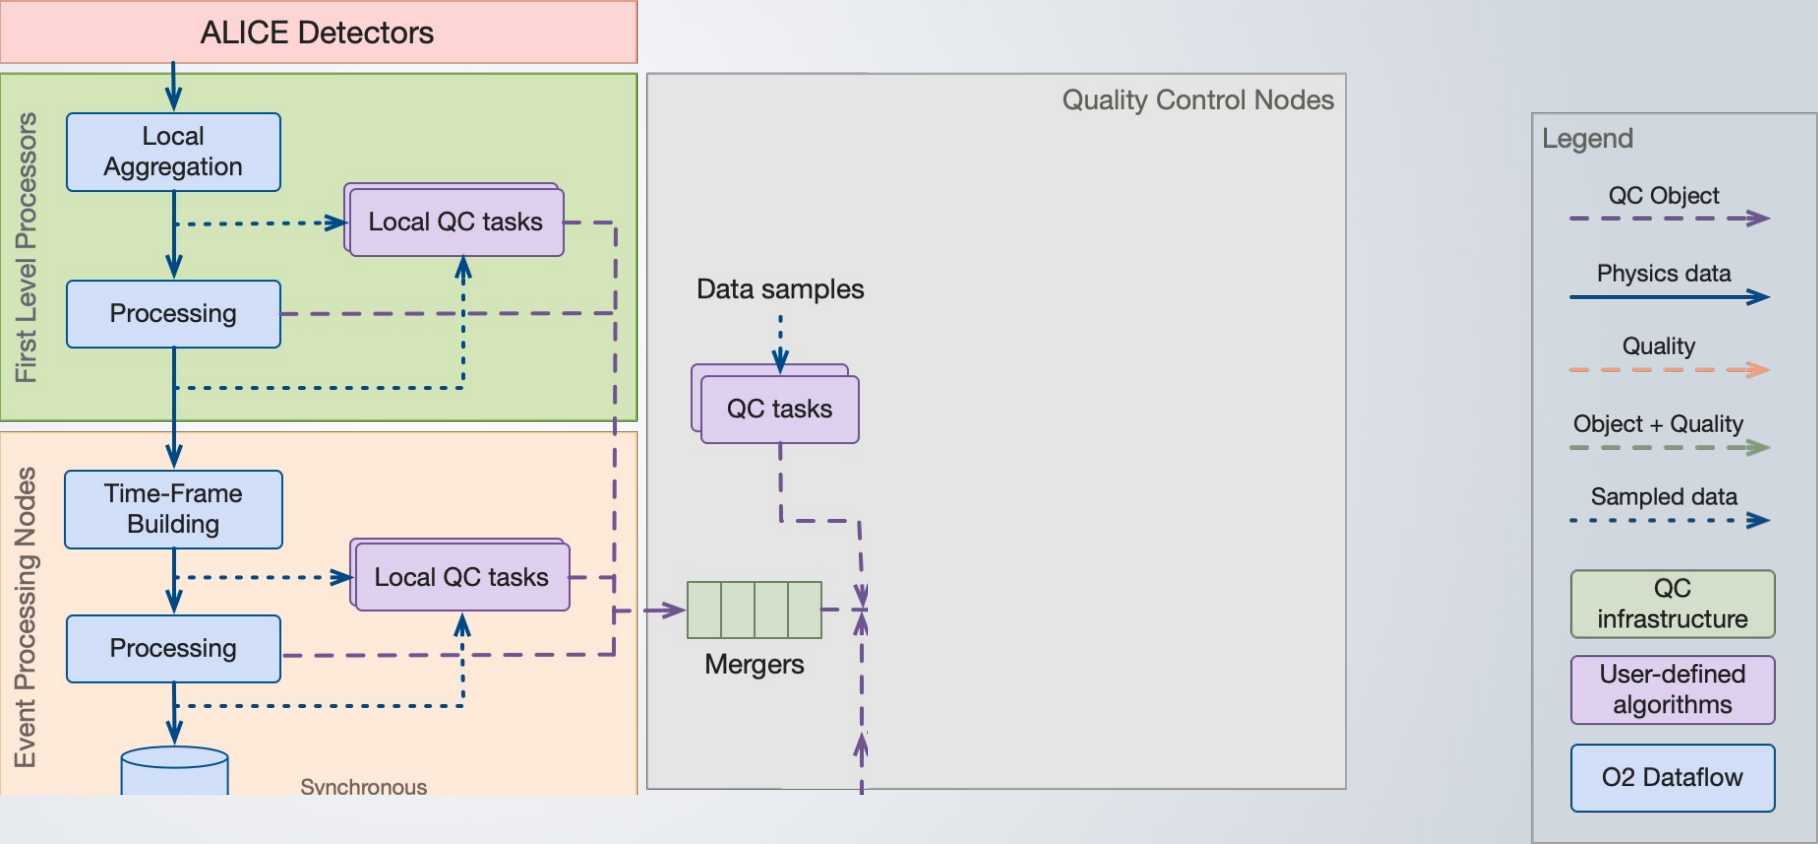 ALICE Detectors
First Level Processors
Local
Aggregation
Local QC tasks
Processing
Event Processing Nodes
Time-Frame
Building
Local QC tasks
Processing
Synchronous
Quality Control Nodes
Data samples
QC tasks
Mergers
Legend
QC Object
Physics data
Quality
Object + Quality
Sampled data
QC
infrastructure
User-defined
algorithms
O2 Dataflow